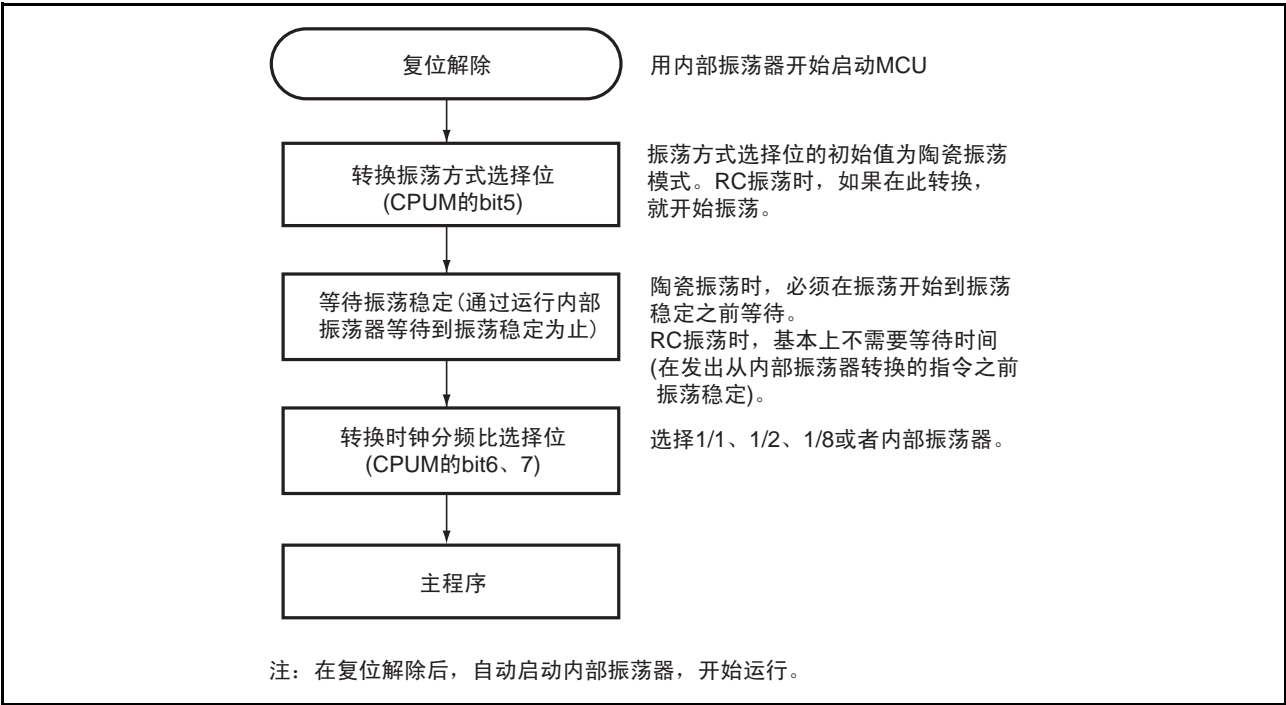 复位解除
用内部振荡器开始启动MCU
转换振荡方式选择位
(CPUM的bit5)
振荡方式选择位的初始值为陶瓷振荡
模式。RC振荡时，如果在此转换，
就开始振荡。
等待振荡稳定(通过运行内部
振荡器等待到振荡稳定为止)
陶瓷振荡时，必须在振荡开始到振荡
稳定之前等待。
RC振荡时，基本上不需要等待时间
(在发出从内部振荡器转换的指令之前
振荡稳定)。
转换时钟分频比选择位
(CPUM的bit6、7)
选择1/1、1/2、1/8或者内部振荡器。
主程序
注：在复位解除后，自动启动内部振荡器，开始运行。